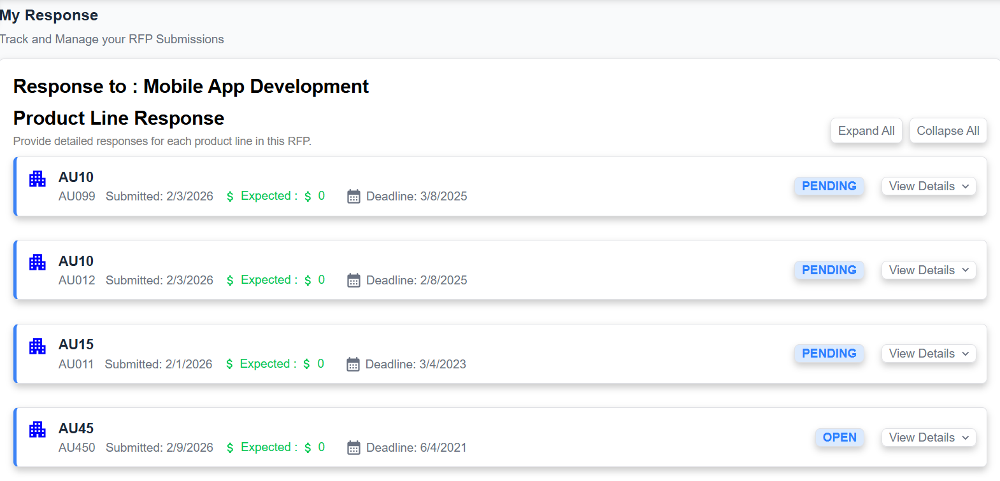 My Response
Track and Manage your RFP Submissions
Response to : Mobile App Development
Product Line Response
Provide detailed responses for each product line in this RFP.
Expand All Collapse All
AU10
AU099 Submitted: 2/3/2026 $ Expected : $ 0 Deadline: 3/8/2025
PENDING View Details
AU10
AU012 Submitted: 2/3/2026 $ Expected : $ 0 Deadline: 2/8/2025
PENDING View Details
AU15
AU011 Submitted: 2/1/2026 $ Expected : $ 0 Deadline: 3/4/2023
PENDING View Details
AU45
AU450 Submitted: 2/9/2026 $ Expected : $ 0 Deadline: 6/4/2021
OPEN View Details